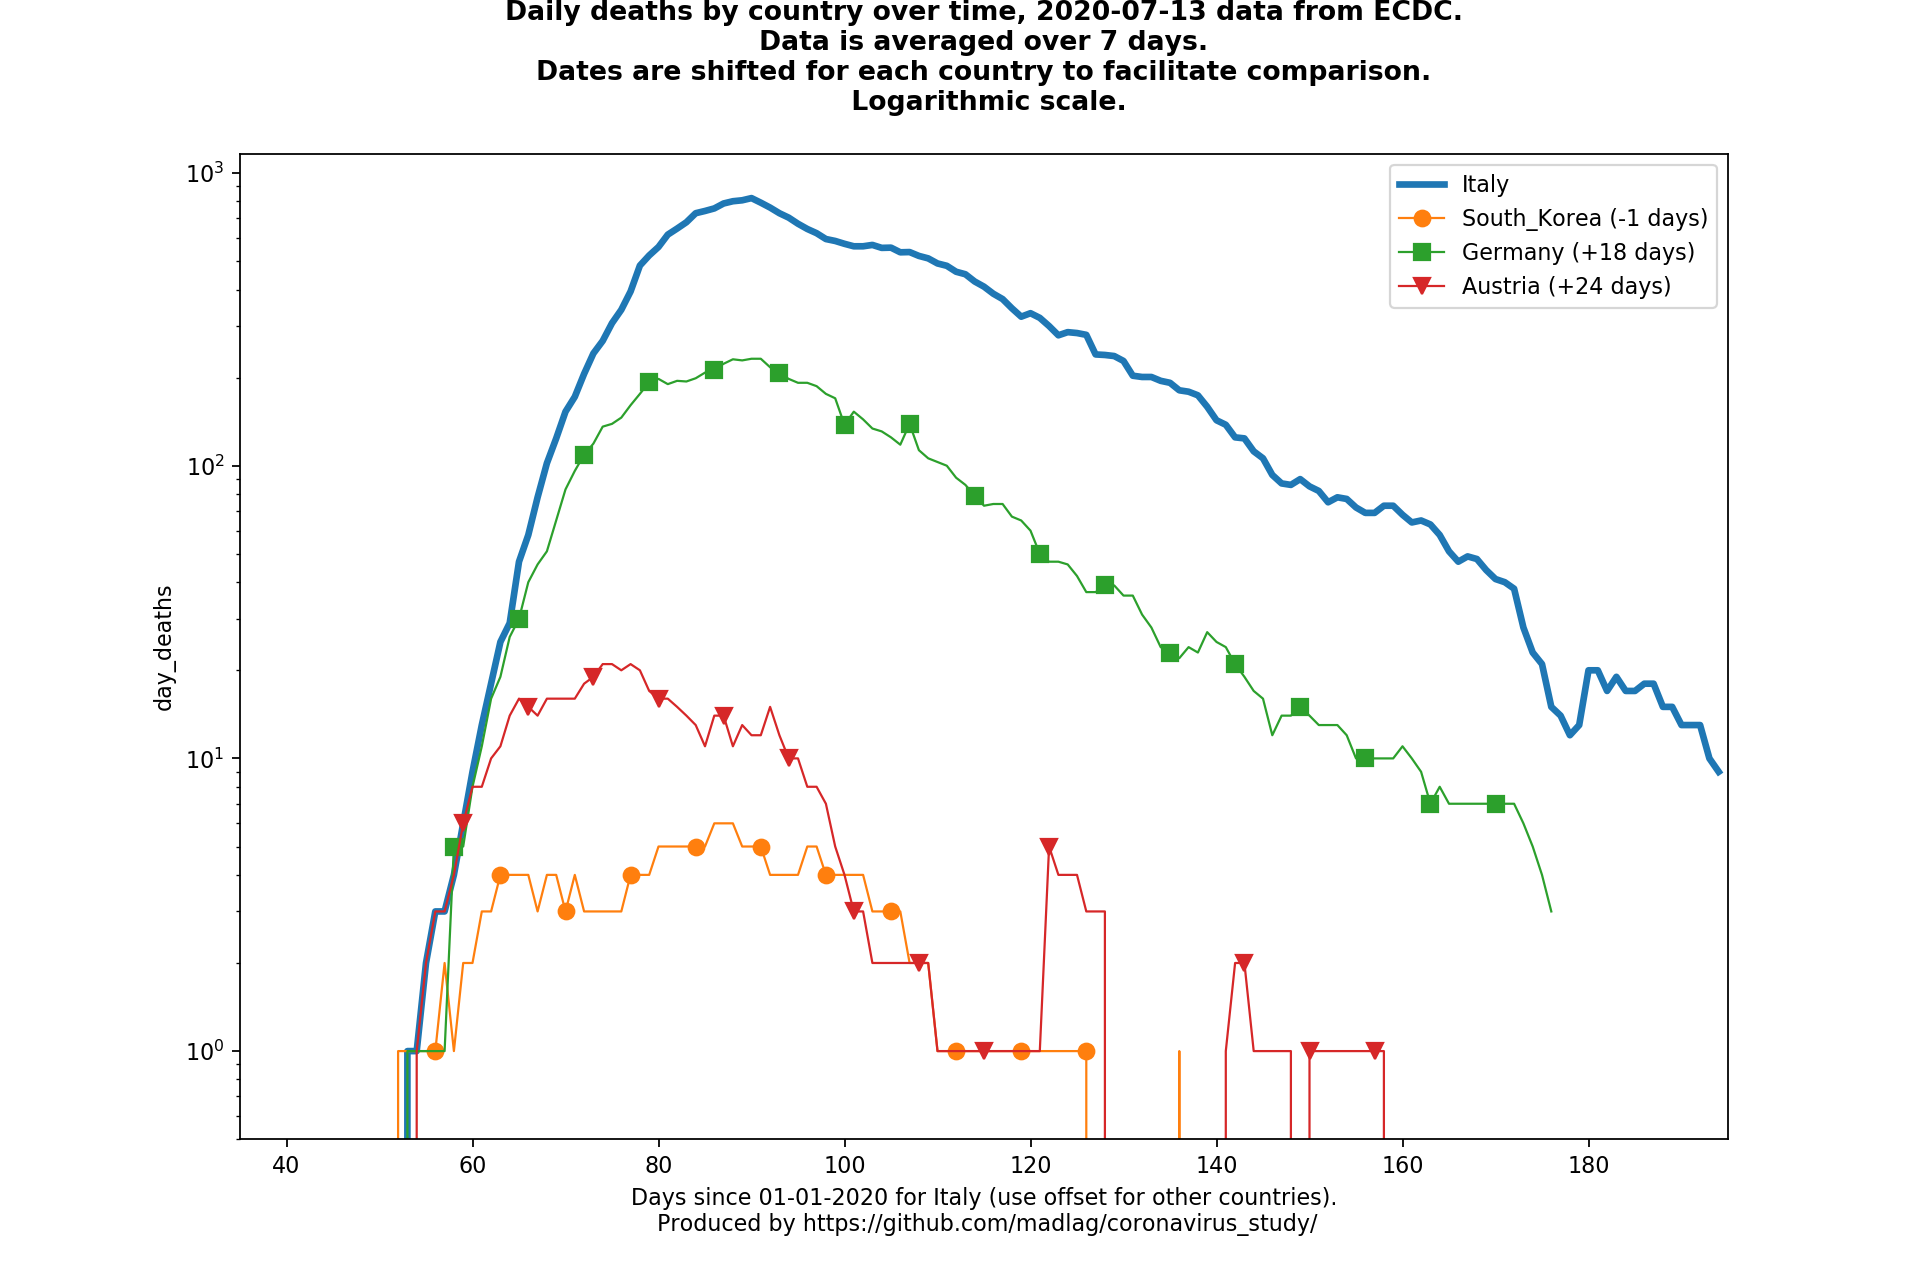 Daily deaths by country over time, 2020-07-13 data from ECDC.
Data is averaged over 7 days.
Dates are shifted for each country to facilitate comparison.
Logarithmic scale.
10³
Italy
South_Korea (-1 days)
Germany (+18 days)
Austria (+24 days)
10²
day_deaths
10¹
10⁰
40 60 80 100 120 140 160 180
Days since 01-01-2020 for Italy (use offset for other countries).
Produced by https://github.com/madlag/coronavirus_study/